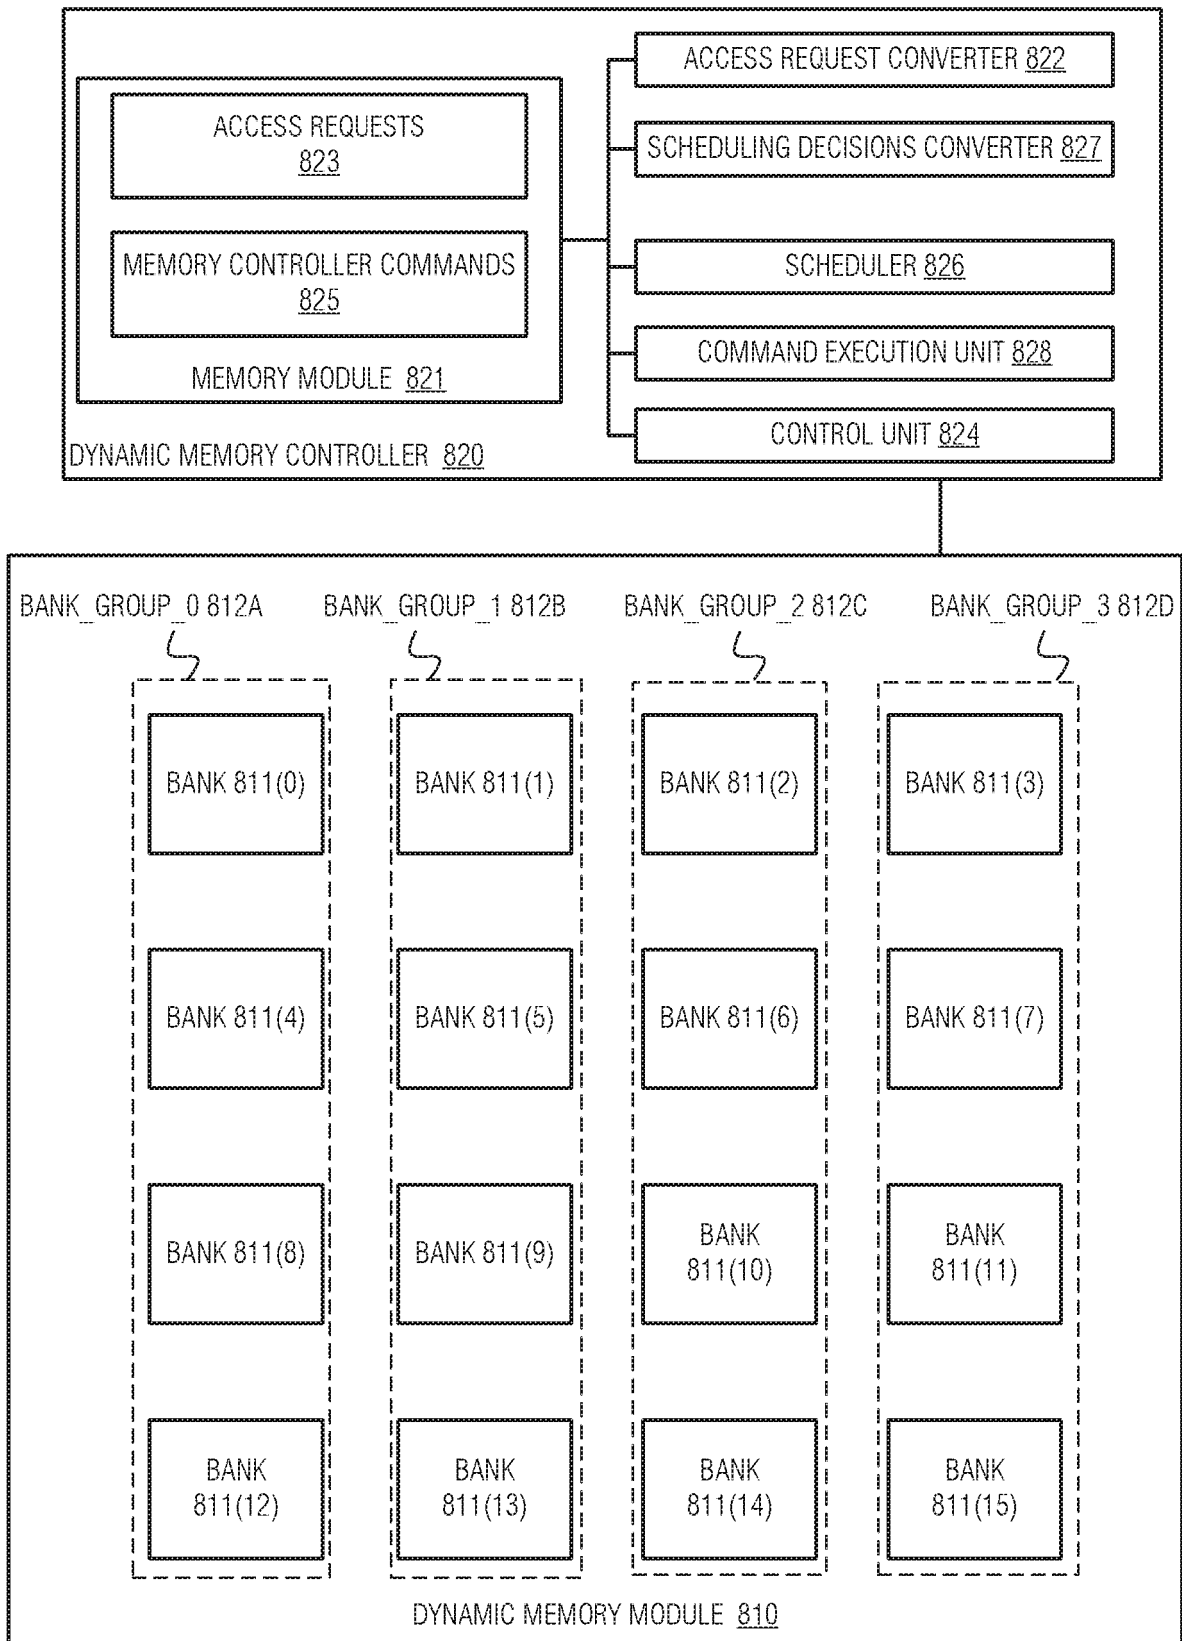 ACCESS REQUEST CONVERTER 822
ACCESS REQUESTS
823
SCHEDULING DECISIONS CONVERTER 827
MEMORY CONTROLLER COMMANDS
825
SCHEDULER 826
COMMAND EXECUTION UNIT 828
MEMORY MODULE 821
CONTROL UNIT 824
DYNAMIC MEMORY CONTROLLER 820
BANK_GROUP_0 812A
BANK_GROUP_1 812B
BANK_GROUP_2 812C
BANK_GROUP_3 812D
BANK 811(0)
BANK 811(1)
BANK 811(2)
BANK 811(3)
BANK 811(4)
BANK 811(5)
BANK 811(6)
BANK 811(7)
BANK 811(8)
BANK 811(9)
BANK
811(10)
BANK
811(11)
BANK
811(12)
BANK
811(13)
BANK
811(14)
BANK
811(15)
DYNAMIC MEMORY MODULE 810